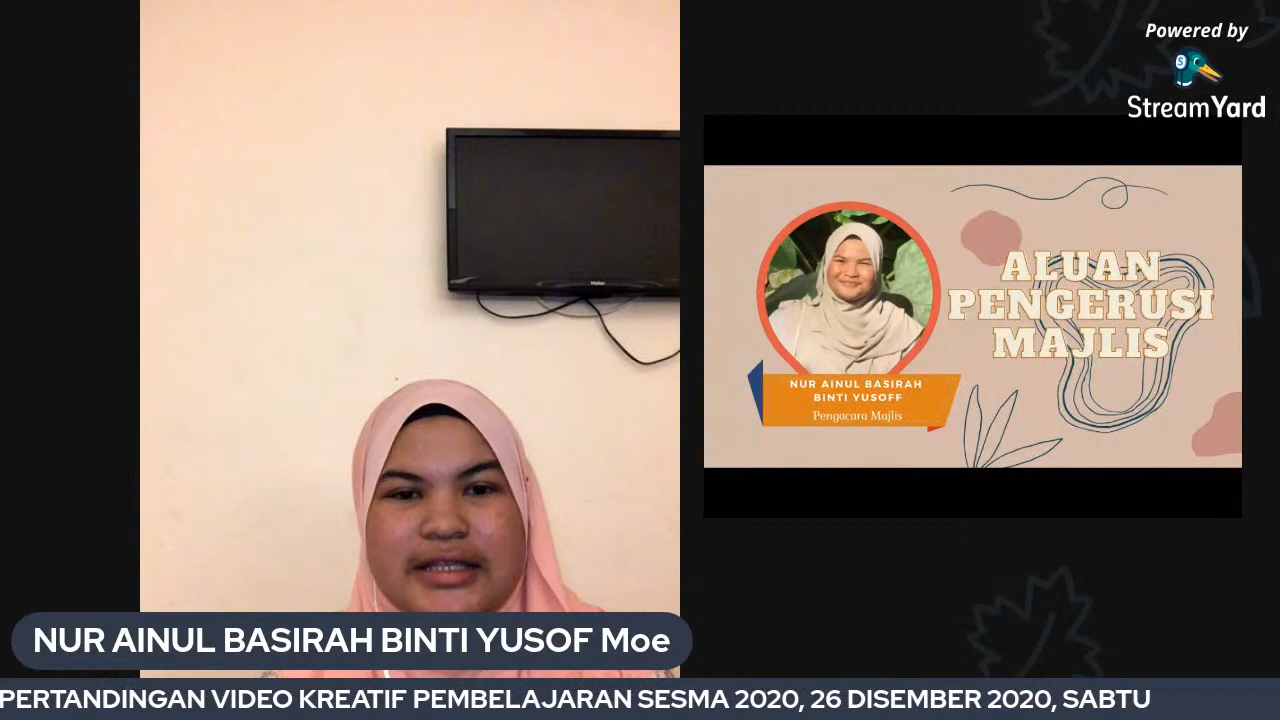 Powered by
StreamYard
ALUAN
PENGERUSI
MAJLIS
NUR AINUL BASIRAH
BINTI YUSOFF
Pengacara Majlis
NUR AINUL BASIRAH BINTI YUSOF Moe
PERTANDINGAN VIDEO KREATIF PEMBELAJARAN SESMA 2020, 26 DISEMBER 2020, SABTU